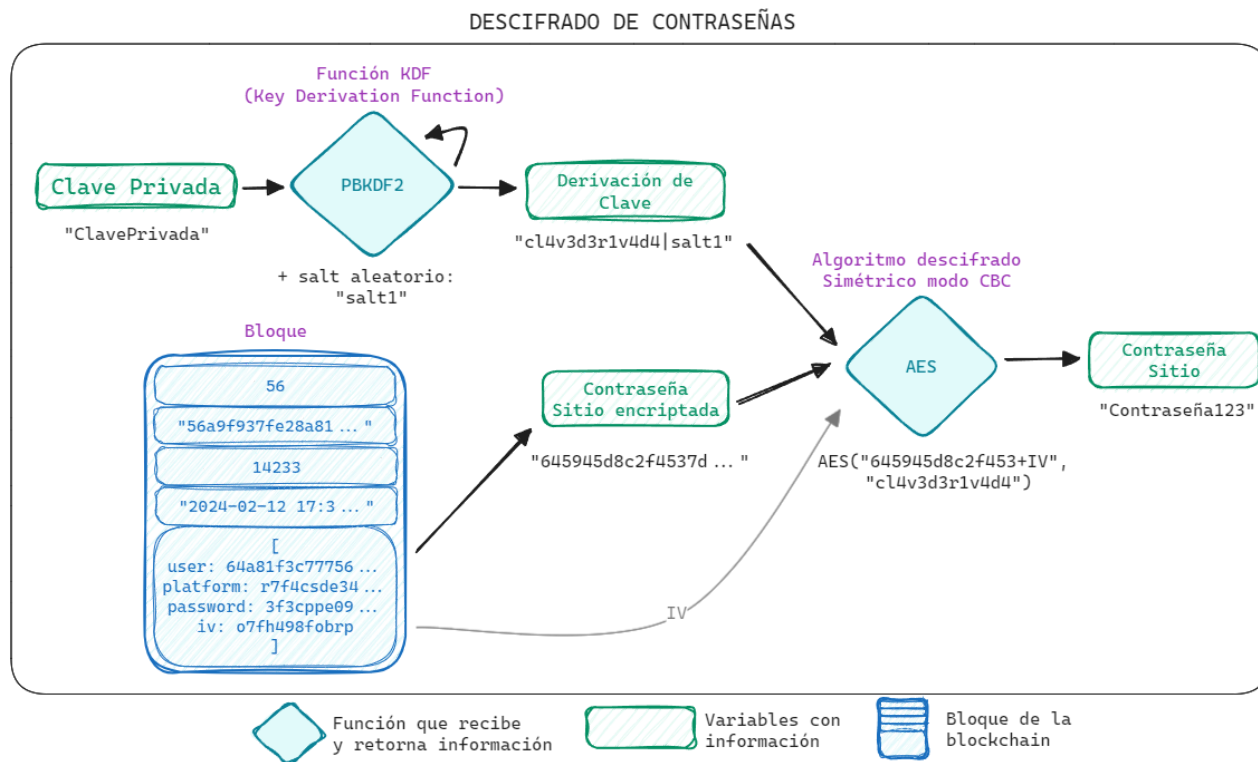 DESCIFRADO DE CONTRASEÑAS
Función KDF
(Key Derivation Function)
Clave Privada
"ClavePrivada"
PBKDF2
+ salt aleatorio:
"salt1"
Derivación de
Clave
"cl4v3d3r1v4d4|salt1"
Algoritmo descifrado
Simétrico modo CBC
AES
AES("645945d8c2f453+IV",
"cl4v3d3r1v4d4")
Contraseña
Sitio
"Contraseña123"
Bloque
56
"56a9f937fe28a81..."
14233
"2024-02-12 17:3..."
[
user: 64a81f3c77756...
platform: r7f4csde34...
password: 3f3cppe09...
iv: o7fh498fobrp
]
Contraseña
Sitio encriptada
"645945d8c2f4537d..."
IV
Función que recibe
y retorna información
Variables con
información
Bloque de la
blockchain